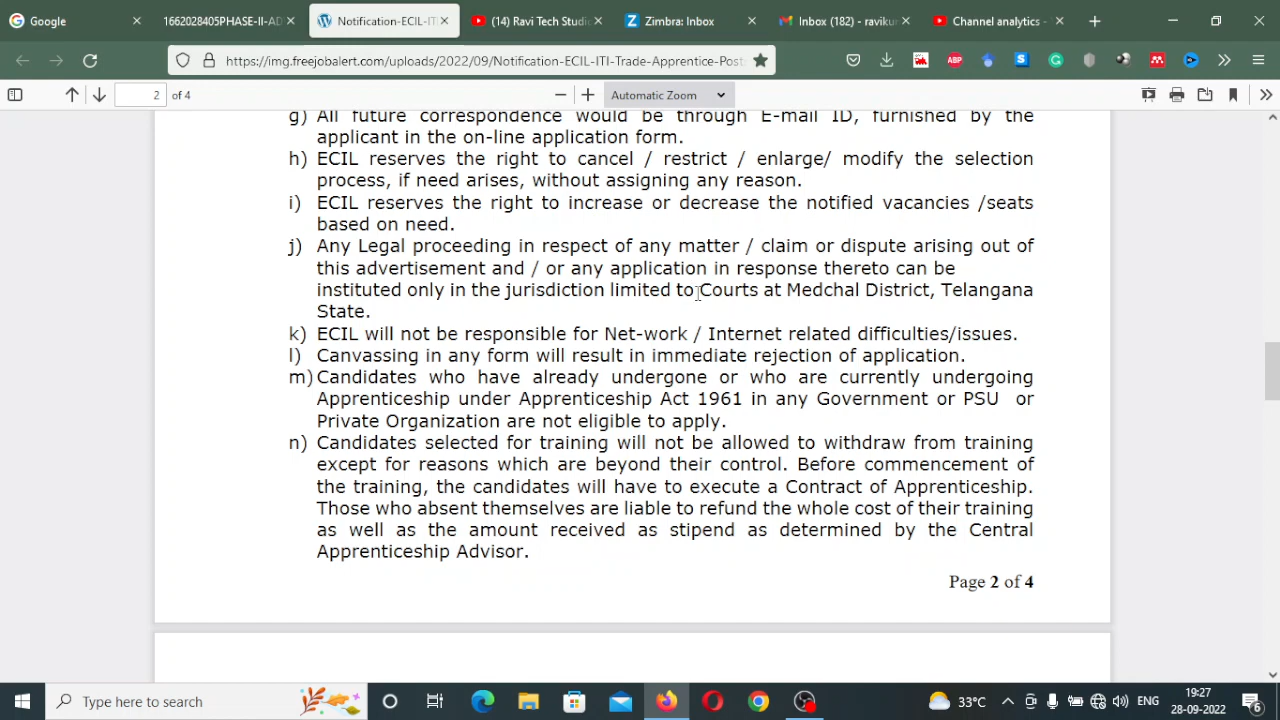 Google
1662028405PHASE-II-AD
Notification-ECIL-ITI
(14) Ravi Tech Studi
Zimbra: Inbox
Inbox (182) - ravikur
Channel analytics -
https://img.freejobalert.com/uploads/2022/09/Notification-ECIL-ITI-Trade-Apprentice-Post
2 of 4
Automatic Zoom
g) All future correspondence would be through E-mail ID, furnished by the
applicant in the on-line application form.
h) ECIL reserves the right to cancel / restrict / enlarge/ modify the selection
process, if need arises, without assigning any reason.
i) ECIL reserves the right to increase or decrease the notified vacancies /seats
based on need.
j) Any Legal proceeding in respect of any matter / claim or dispute arising out of
this advertisement and / or any application in response thereto can be
instituted only in the jurisdiction limited to Courts at Medchal District, Telangana
State.
k) ECIL will not be responsible for Net-work / Internet related difficulties/issues.
l) Canvassing in any form will result in immediate rejection of application.
m) Candidates who have already undergone or who are currently undergoing
Apprenticeship under Apprenticeship Act 1961 in any Government or PSU or
Private Organization are not eligible to apply.
n) Candidates selected for training will not be allowed to withdraw from training
except for reasons which are beyond their control. Before commencement of
the training, the candidates will have to execute a Contract of Apprenticeship.
Those who absent themselves are liable to refund the whole cost of their training
as well as the amount received as stipend as determined by the Central
Apprenticeship Advisor.
Page 2 of 4
Type here to search
33°C
ENG
19:27
28-09-2022
6